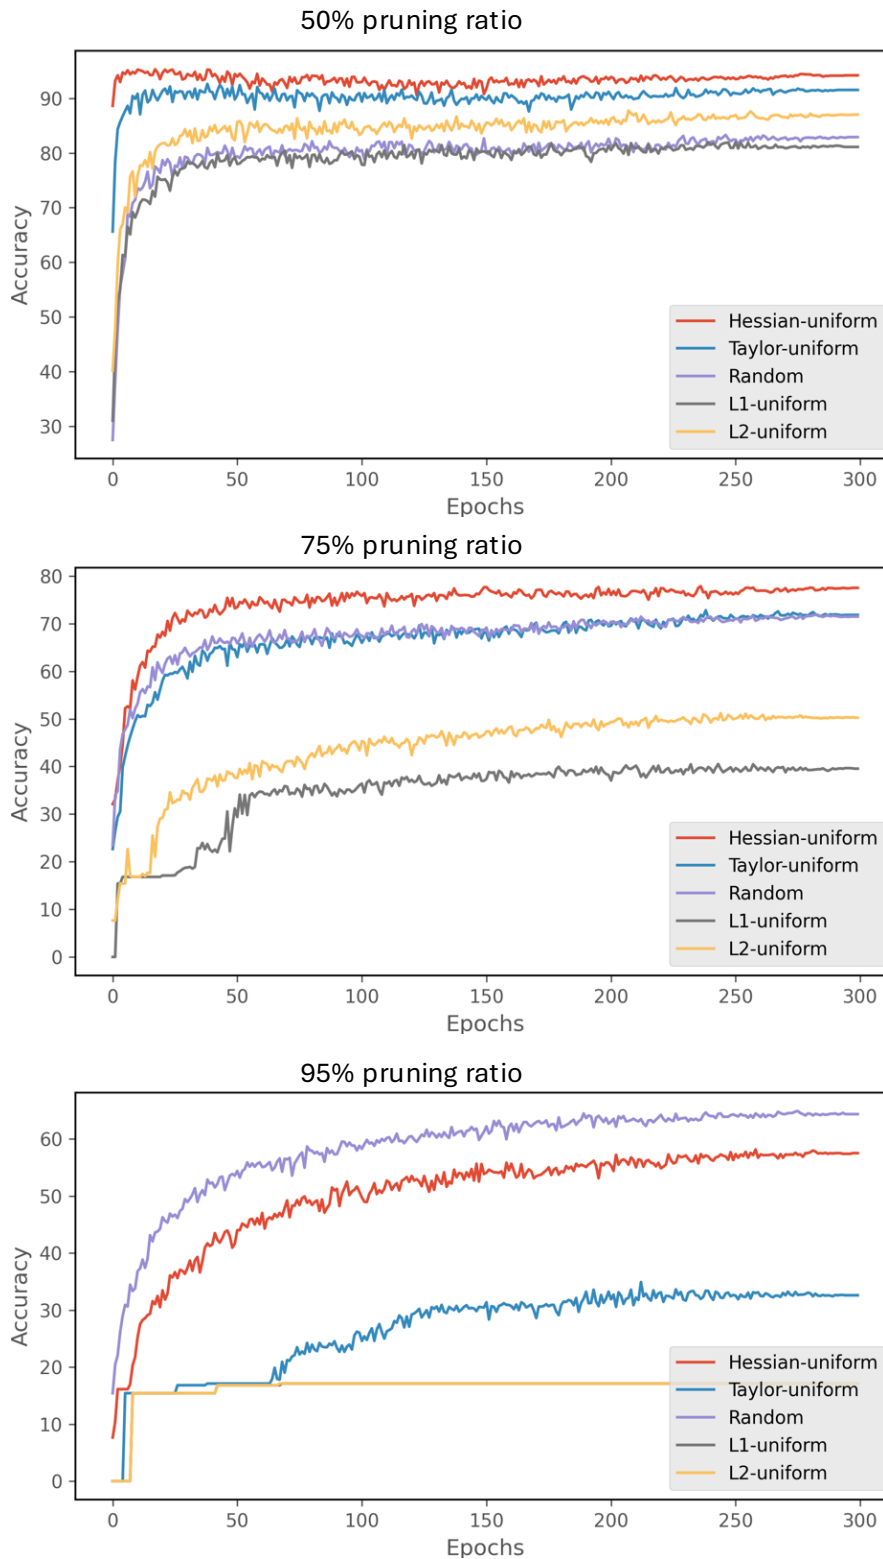 50% pruning ratio
90
80
70
60
50
40
30
Accuracy
Hessian-uniform
Taylor-uniform
Random
L1-uniform
L2-uniform
0 50 100 150 200 250 300
Epochs
75% pruning ratio
80
70
60
50
40
30
20
10
0
Accuracy
Hessian-uniform
Taylor-uniform
Random
L1-uniform
L2-uniform
0 50 100 150 200 250 300
Epochs
95% pruning ratio
60
50
40
30
20
10
0
Accuracy
Hessian-uniform
Taylor-uniform
Random
L1-uniform
L2-uniform
0 50 100 150 200 250 300
Epochs